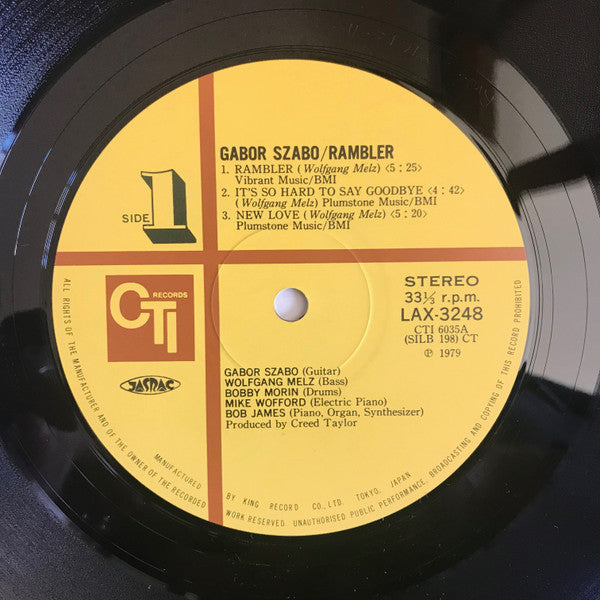 GABOR SZABO/RAMBLER
1. RAMBLER (Wolfgang Melz) <5:25>
Vibrant Music/BMI
2. IT'S SO HARD TO SAY GOODBYE <4:42>
(Wolfgang Melz) Plumstone Music/BMI
3. NEW LOVE (Wolfgang Melz) <5:20>
Plumstone Music/BMI
SIDE 1
CTI RECORDS
JASRAC
STEREO
33⅓ r.p.m.
LAX-3248
CTI 6035A
(SILB 198) CT
℗ 1979
GABOR SZABO (Guitar)
WOLFGANG MELZ (Bass)
BOBBY MORIN (Drums)
MIKE WOFFORD (Electric Piano)
BOB JAMES (Piano, Organ, Synthesizer)
Produced by Creed Taylor
MANUFACTURED BY KING RECORD CO., LTD. TOKYO, JAPAN
ALL RIGHTS OF THE MANUFACTURER AND OF THE OWNER OF THE RECORDED WORK RESERVED UNAUTHORISED PUBLIC PERFORMANCE, BROADCASTING AND COPYING OF THIS RECORD PROHIBITED